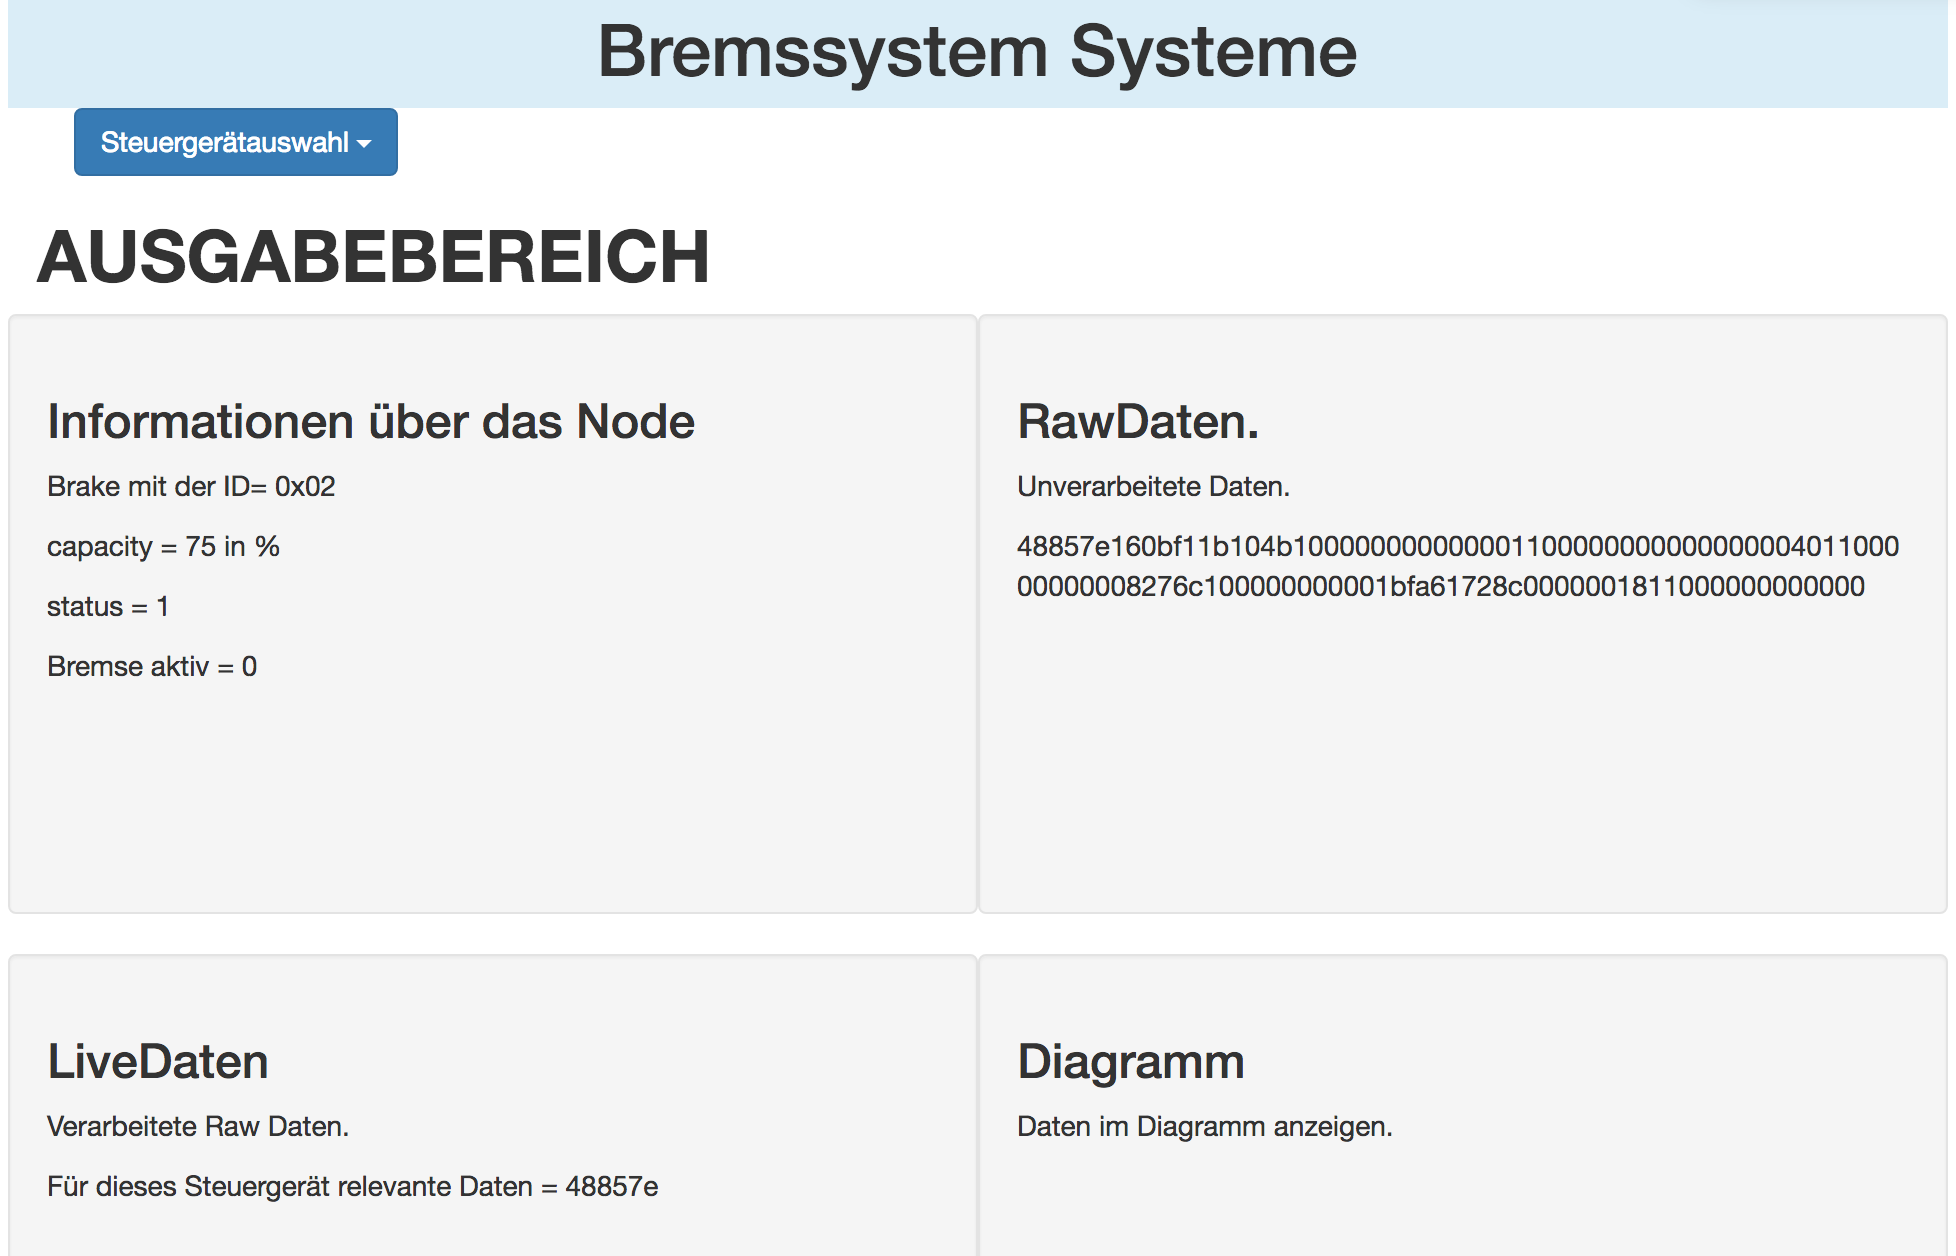 Bremssystem Systeme
Steuergerätauswahl
AUSGABEBEREICH
Informationen über das Node
Brake mit der ID= 0x02
capacity = 75 in %
status = 1
Bremse aktiv = 0
RawDaten.
Unverarbeitete Daten.
48857e160bf11b104b100000000000001100000000000000004011000
00000008276c100000000001bfa61728c0000001811000000000000
LiveDaten
Verarbeitete Raw Daten.
Für dieses Steuergerät relevante Daten = 48857e
Diagramm
Daten im Diagramm anzeigen.